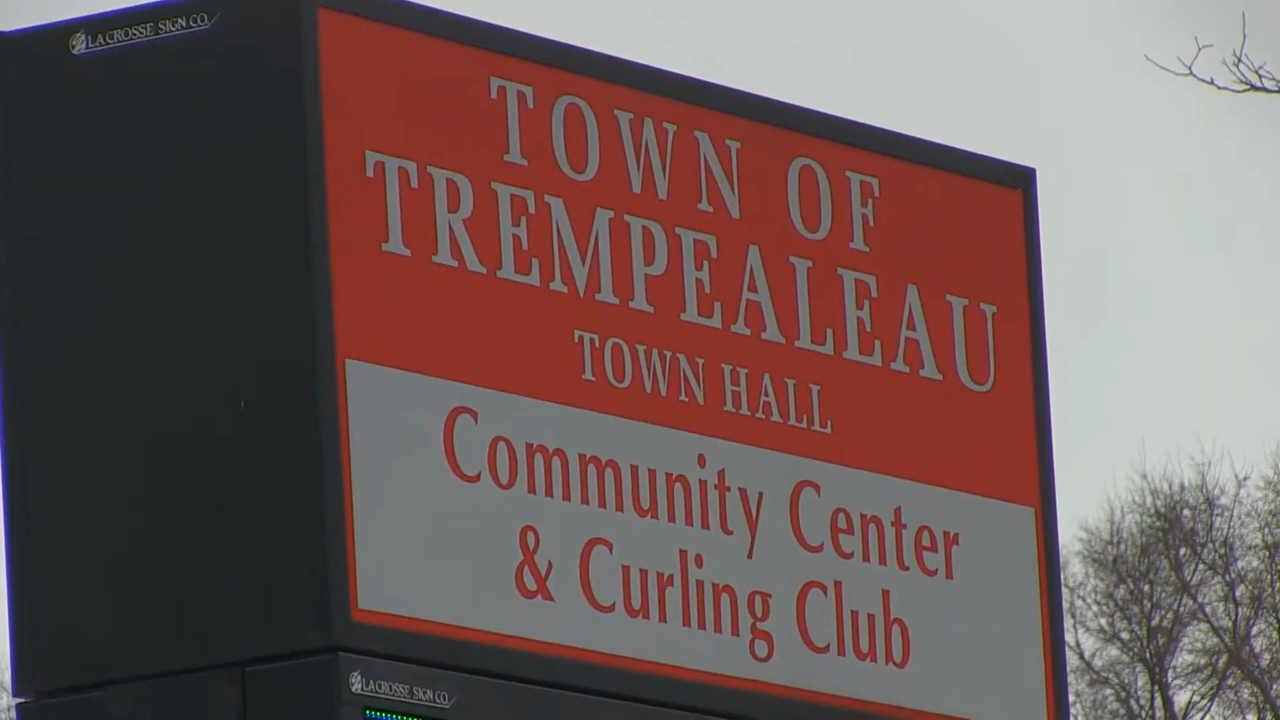 LA CROSSE SIGN CO.
TOWN OF
TREMPEALEAU
TOWN HALL
Community Center
& Curling Club
LA CROSSE SIGN CO.